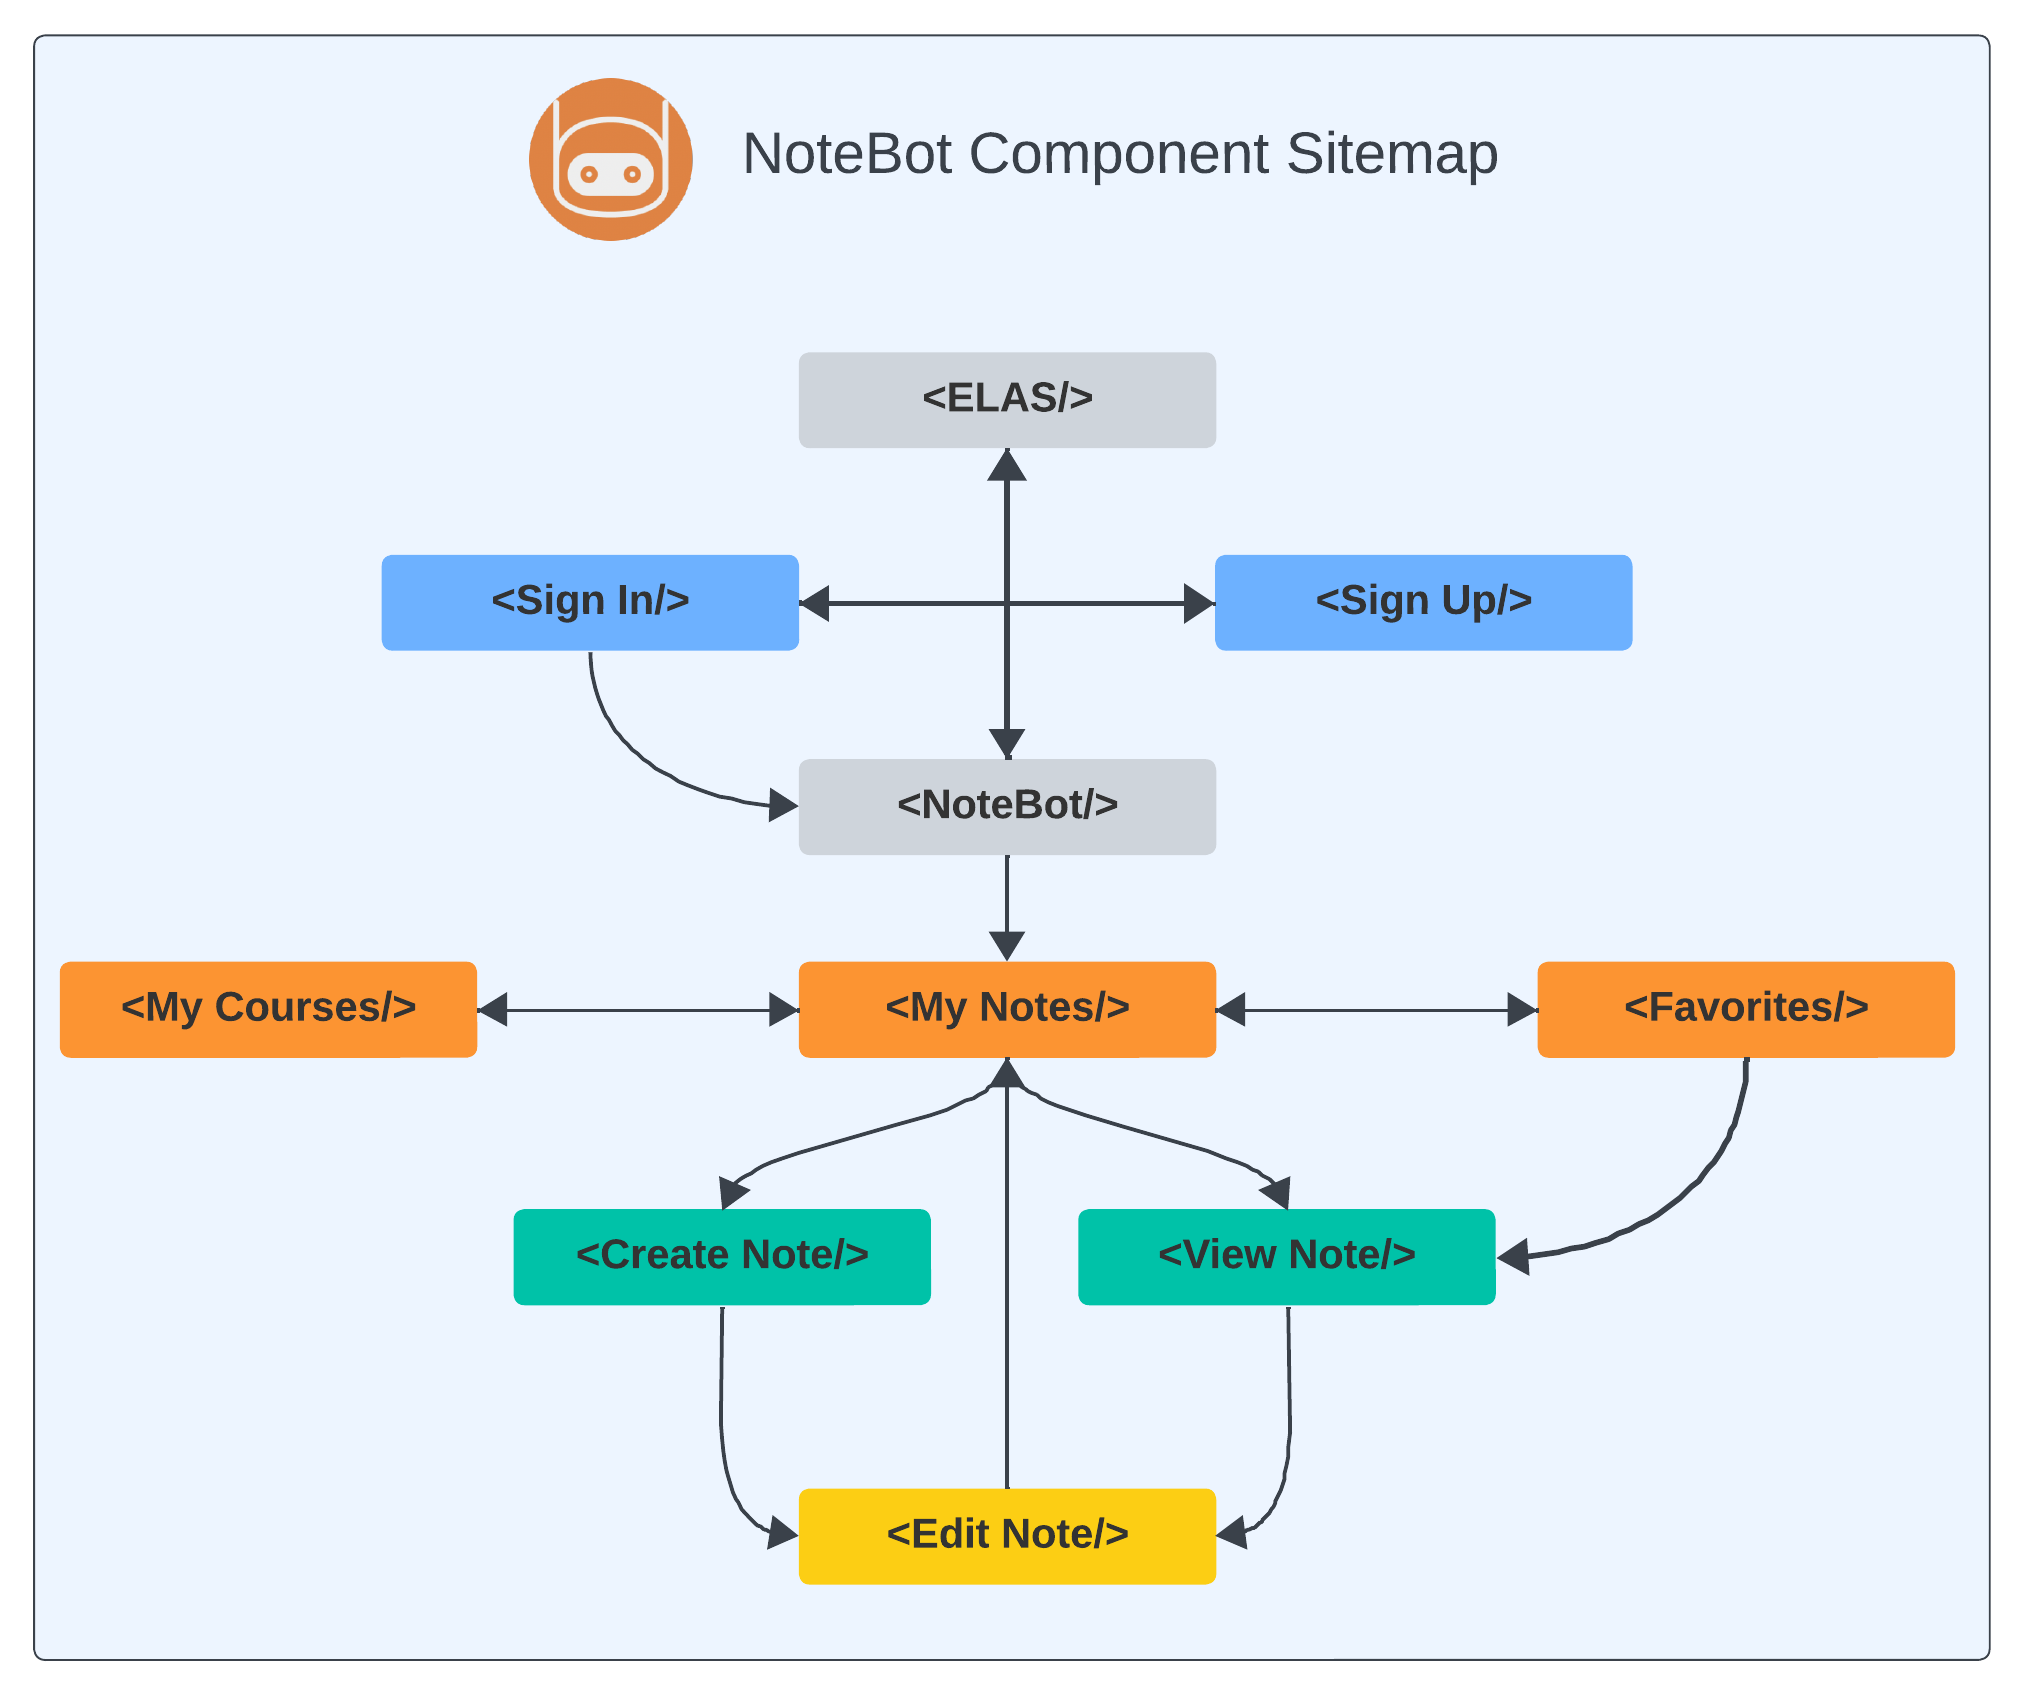 NoteBot Component Sitemap
<ELAS/>
<Sign In/>
<Sign Up/>
<NoteBot/>
<My Courses/>
<My Notes/>
<Favorites/>
<Create Note/>
<View Note/>
<Edit Note/>